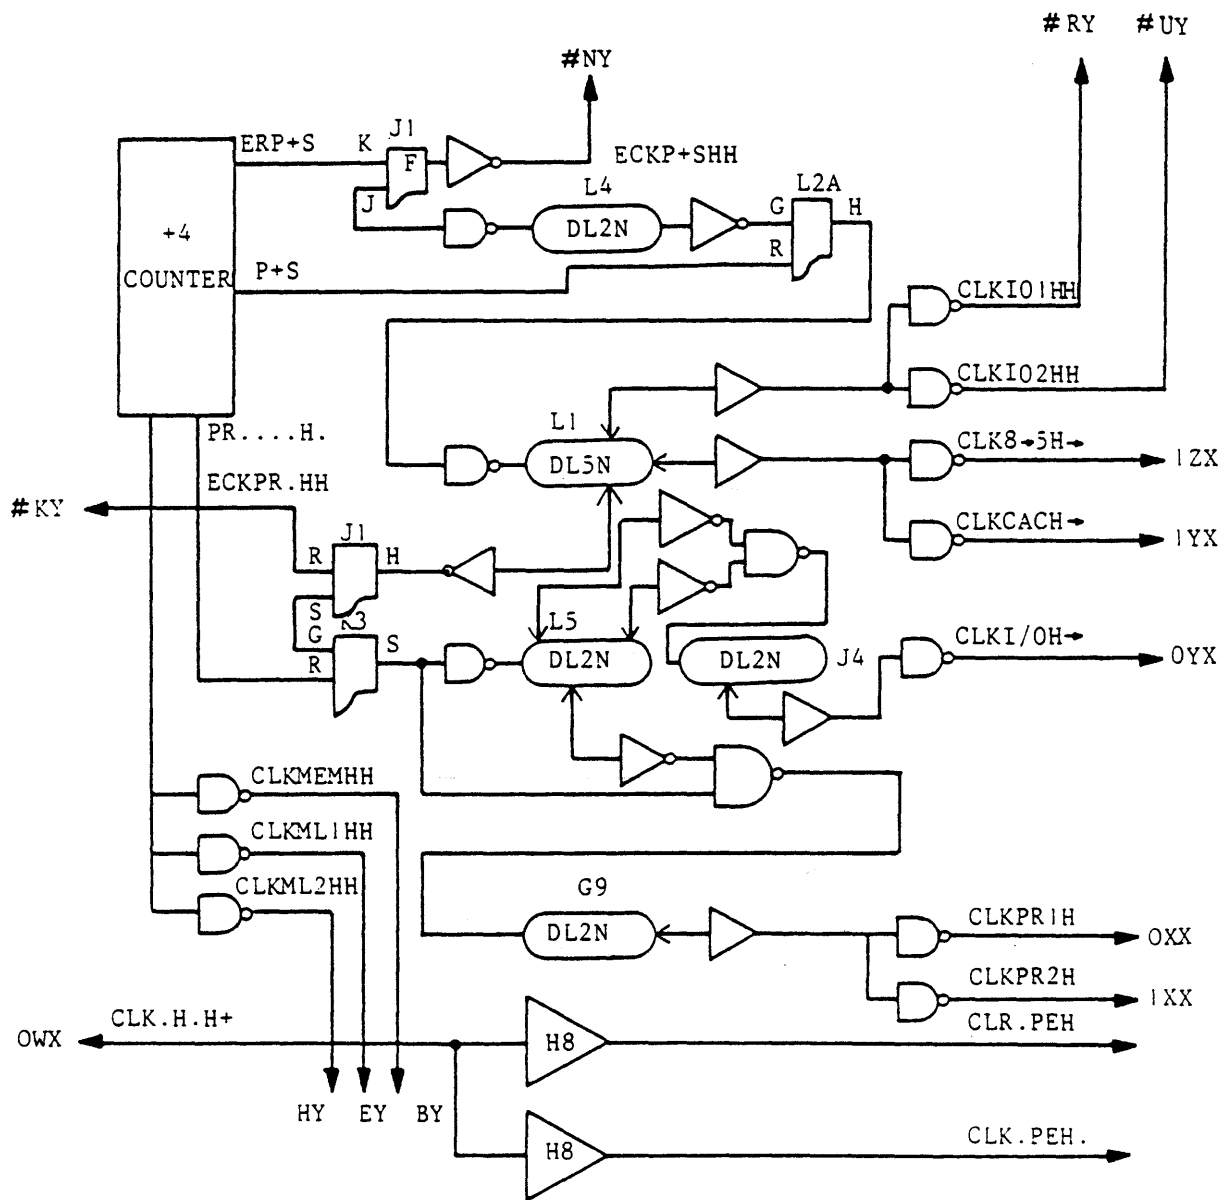 #RY #UY
#NY
J1
ERP+S K
F
ECKP+SHH
L4
L2A
J
DL2N
G H
+4
COUNTER
P+S
R
CLKIO1HH
CLKIO2HH
PR....H.
L1
CLK8→5H→
DL5N
1ZX
ECKPR.HH
#KY
J1
CLKCACH→
1YX
R H
S
G
L5
R S
DL2N
DL2N
J4
CLKI/OH→
OYX
CLKMEMHH
CLKML1HH
CLKML2HH
G9
DL2N
CLKPR1H
OXX
CLKPR2H
1XX
CLK.H.H+
OWX
H8
CLR.PEH
HY EY BY
H8
CLK.PEH.